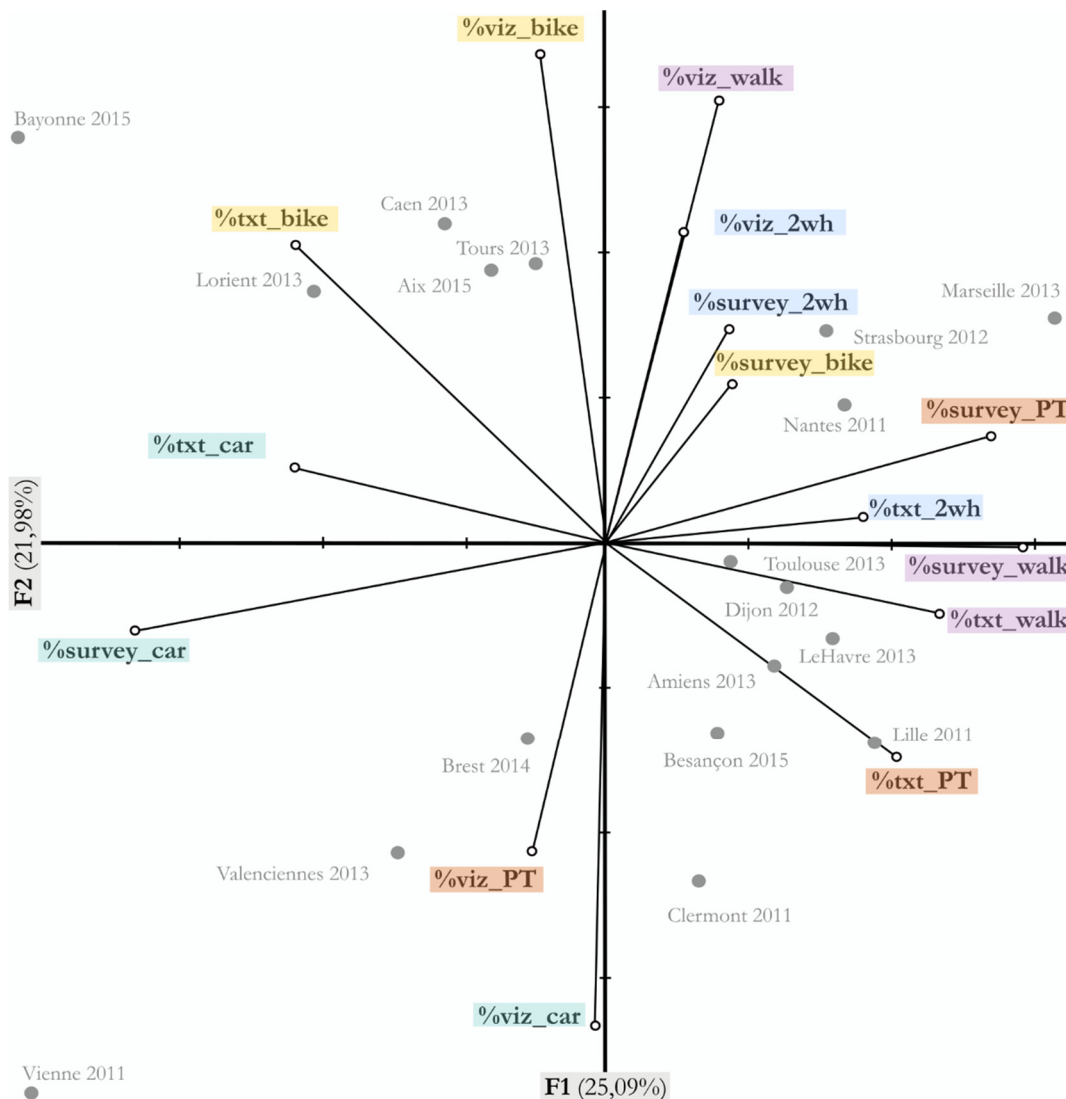 %viz_bike
%viz_walk
Bayonne 2015
Caen 2013
%txt_bike
%viz_2wh
Tours 2013
Lorient 2013
Aix 2015
Marseille 2013
%survey_2wh
Strasbourg 2012
%survey_bike
%survey_PT
Nantes 2011
%txt_car
%txt_2wh
F2 (21,98%)
Toulouse 2013
%survey_walk
Dijon 2012
%txt_walk
%survey_car
LeHavre 2013
Amiens 2013
Lille 2011
Brest 2014
Besançon 2015
%txt_PT
Valenciennes 2013
%viz_PT
Clermont 2011
%viz_car
Vienne 2011
F1 (25,09%)